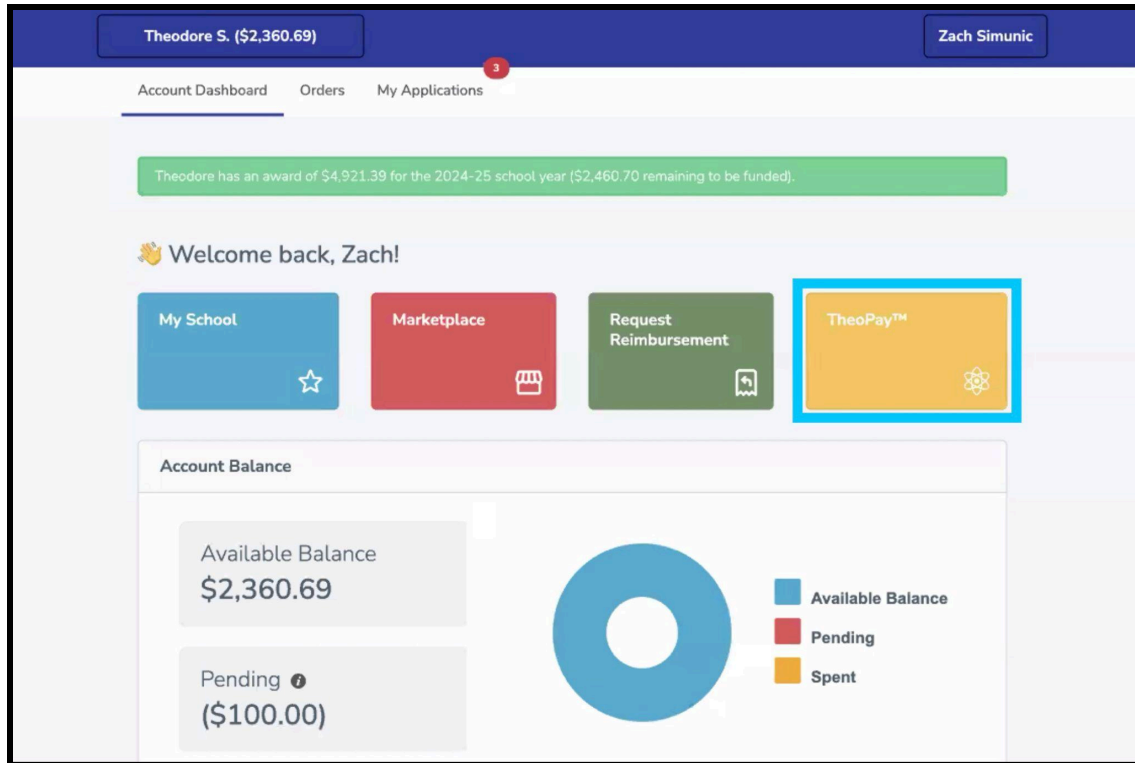 Theodore S. ($2,360.69)
Zach Simunic
Account Dashboard
Orders
My Applications
3
Theodore has an award of $4,921.39 for the 2024-25 school year ($2,460.70 remaining to be funded).
👋 Welcome back, Zach!
My School
Marketplace
Request
Reimbursement
TheoPay™
Account Balance
Available Balance
$2,360.69
Pending
($100.00)
Available Balance
Pending
Spent